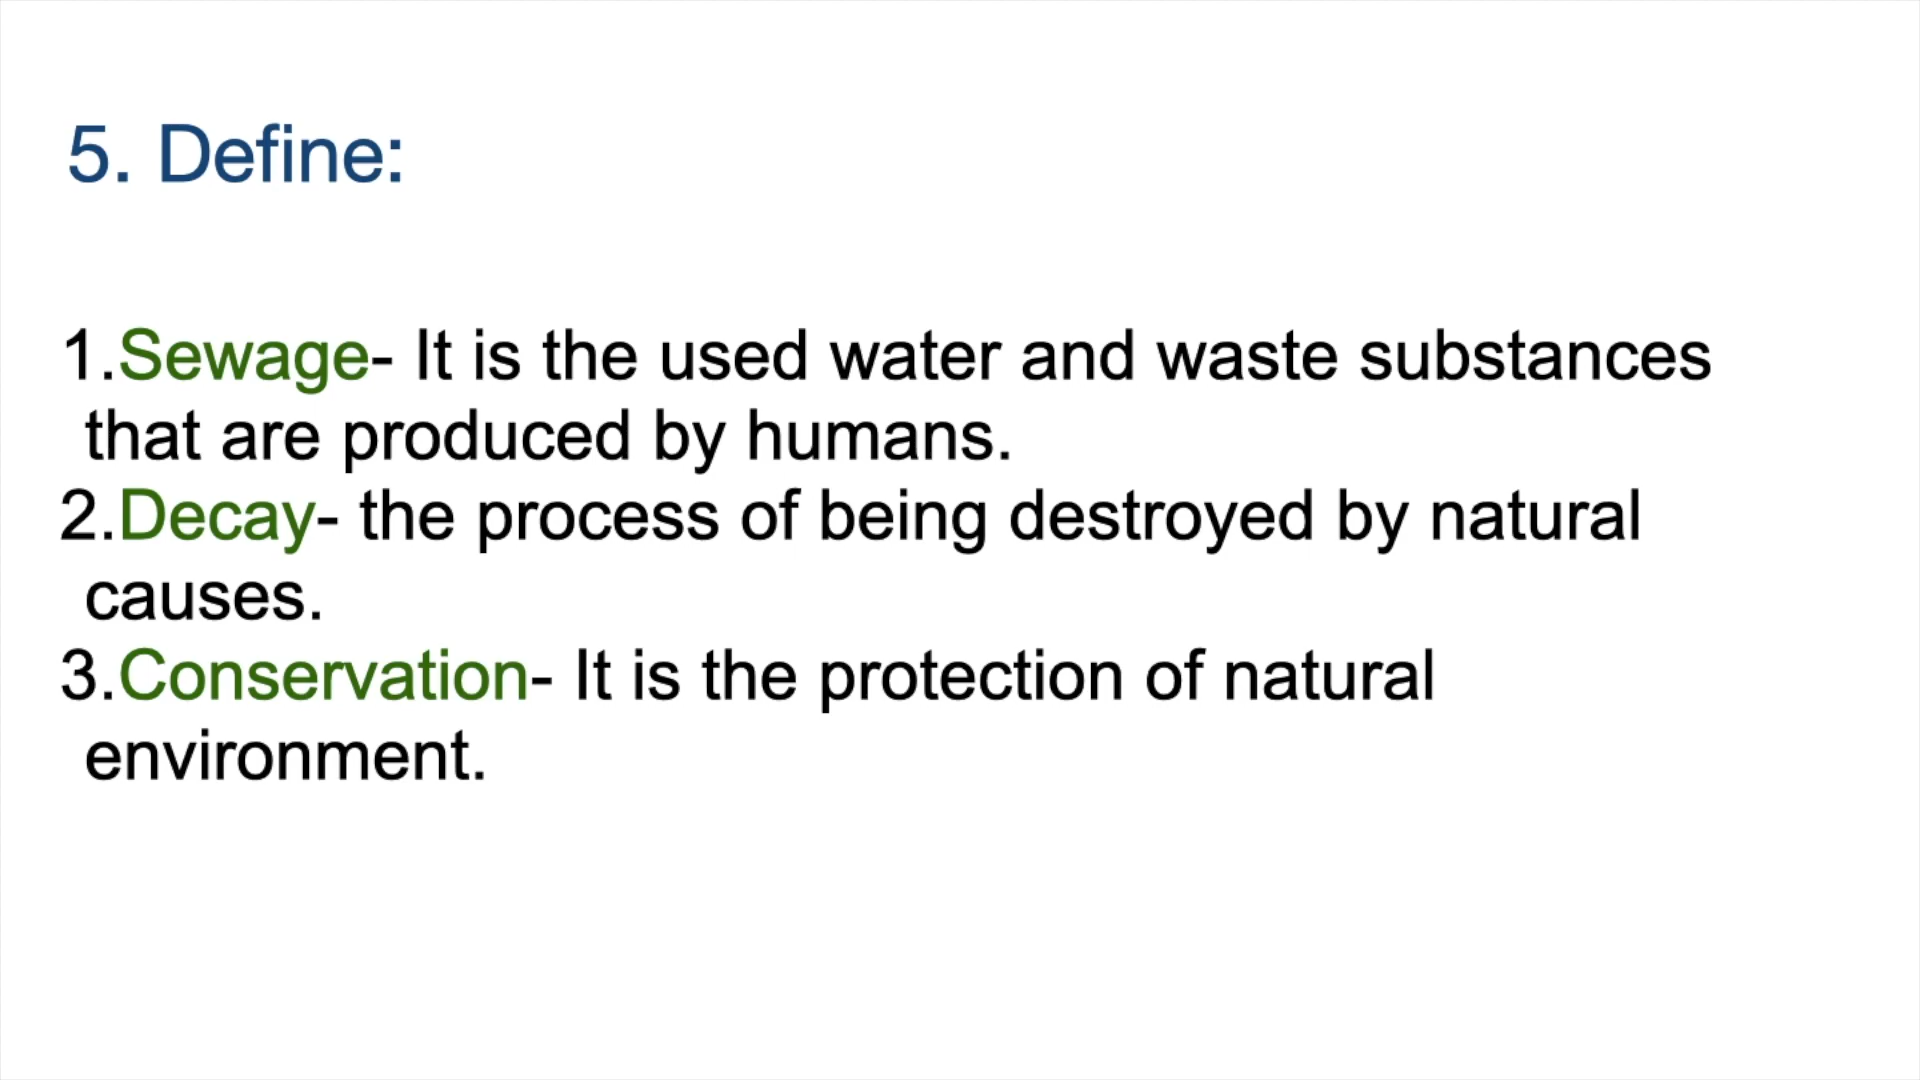 5. Define:
1.Sewage- It is the used water and waste substances
that are produced by humans.
2.Decay- the process of being destroyed by natural
causes.
3.Conservation- It is the protection of natural
environment.